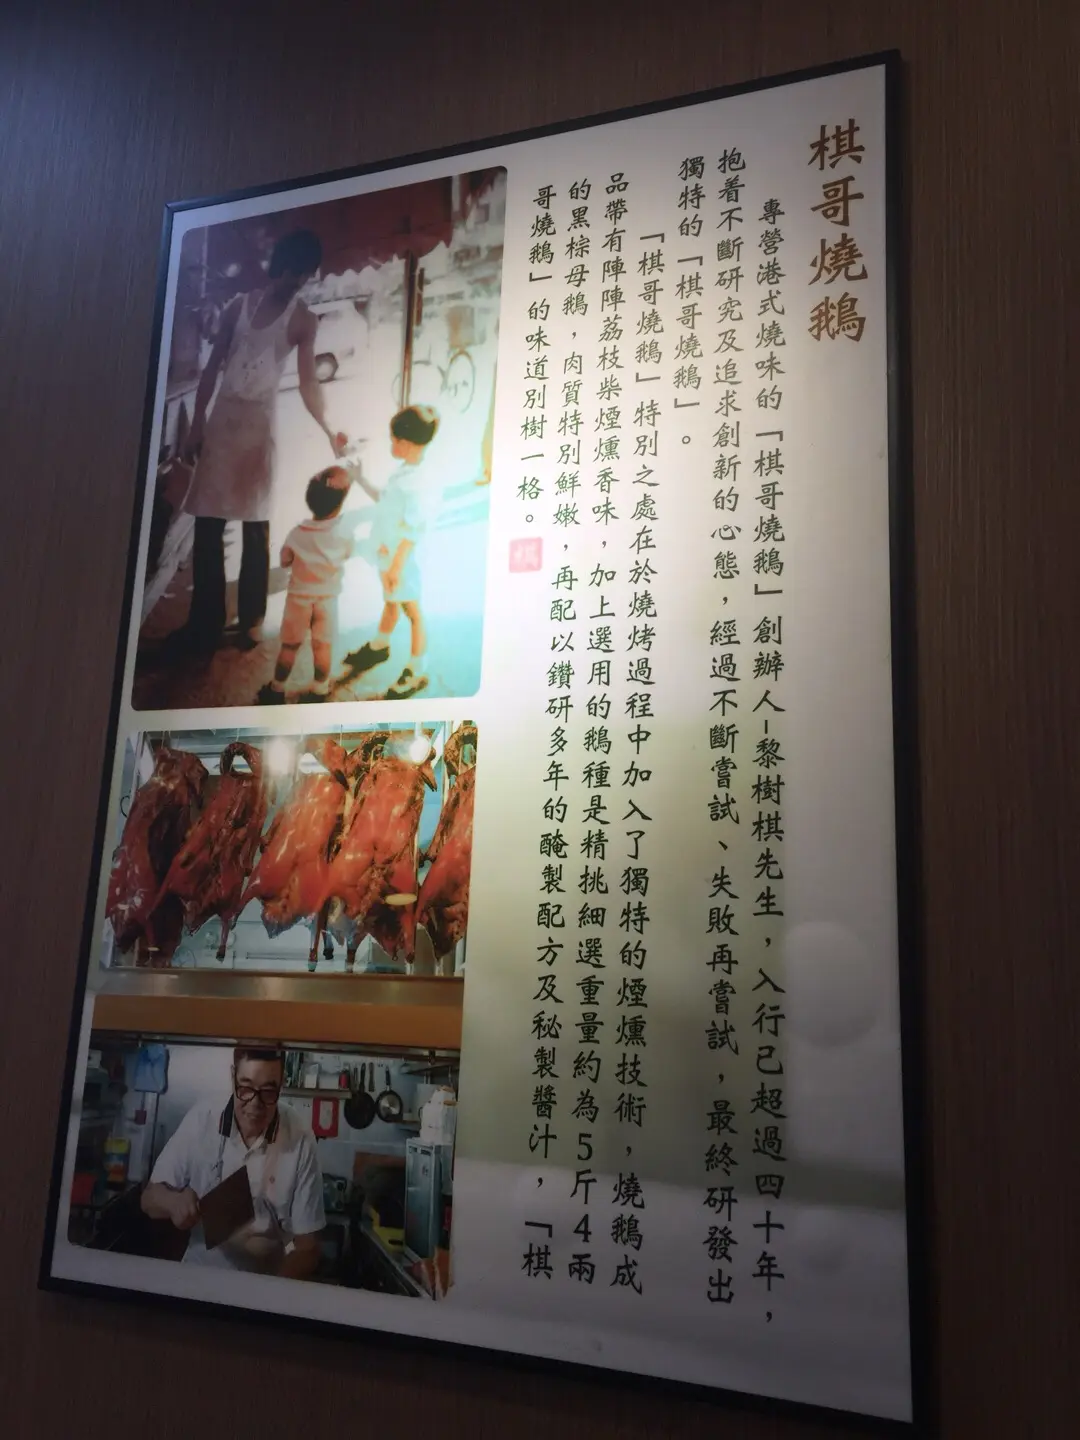 棋哥燒鵝
專營港式燒味的「棋哥燒鵝」創辦人-黎樹棋先生，入行已超過四十年，
抱着不斷研究及追求創新的心態，經過不斷嘗試、失敗再嘗試，最終研發出
獨特的「棋哥燒鵝」。
「棋哥燒鵝」特別之處在於燒烤過程中加入了獨特的煙燻技術，燒鵝成
品帶有陣陣荔枝柴煙燻香味，加上選用的鵝種是精挑細選重量約為5斤4兩
的黑棕母鵝，肉質特別鮮嫩，再配以鑽研多年的醃製配方及秘製醬汁，「棋
哥燒鵝」的味道別樹一格。